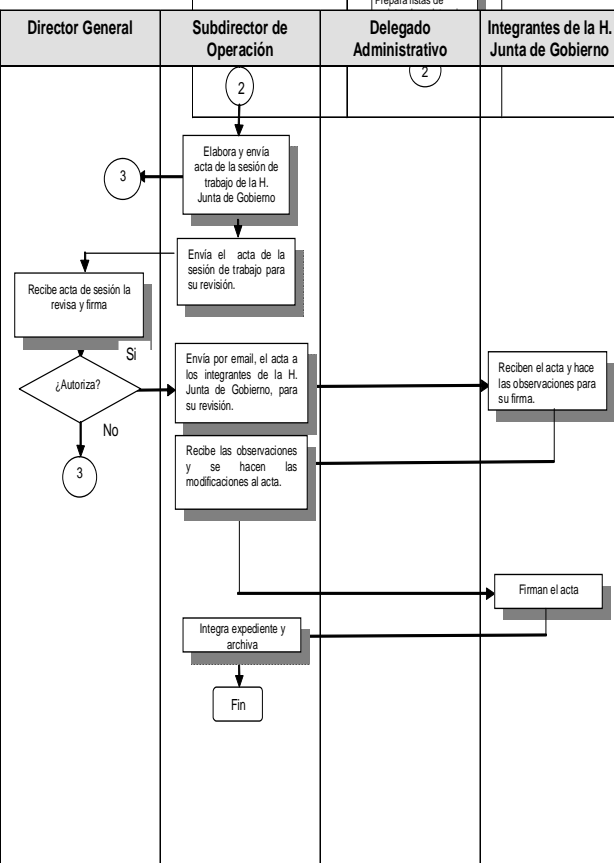 Prepara listas de
Director General
Subdirector de
Operación
Delegado
Administrativo
Integrantes de la H.
Junta de Gobierno
2
2
Elabora y envía
acta de la sesión de
trabajo de la H.
Junta de Gobierno
3
Envía el acta de la
sesión de trabajo para
su revisión.
Recibe acta de sesión la
revisa y firma
Si
¿Autoriza?
No
3
Envía por email, el acta a
los integrantes de la H.
Junta de Gobierno, para
su revisión.
Reciben el acta y hace
las observaciones para
su firma.
Recibe las observaciones
y se hacen las
modificaciones al acta.
Firman el acta
Integra expediente y
archiva
Fin